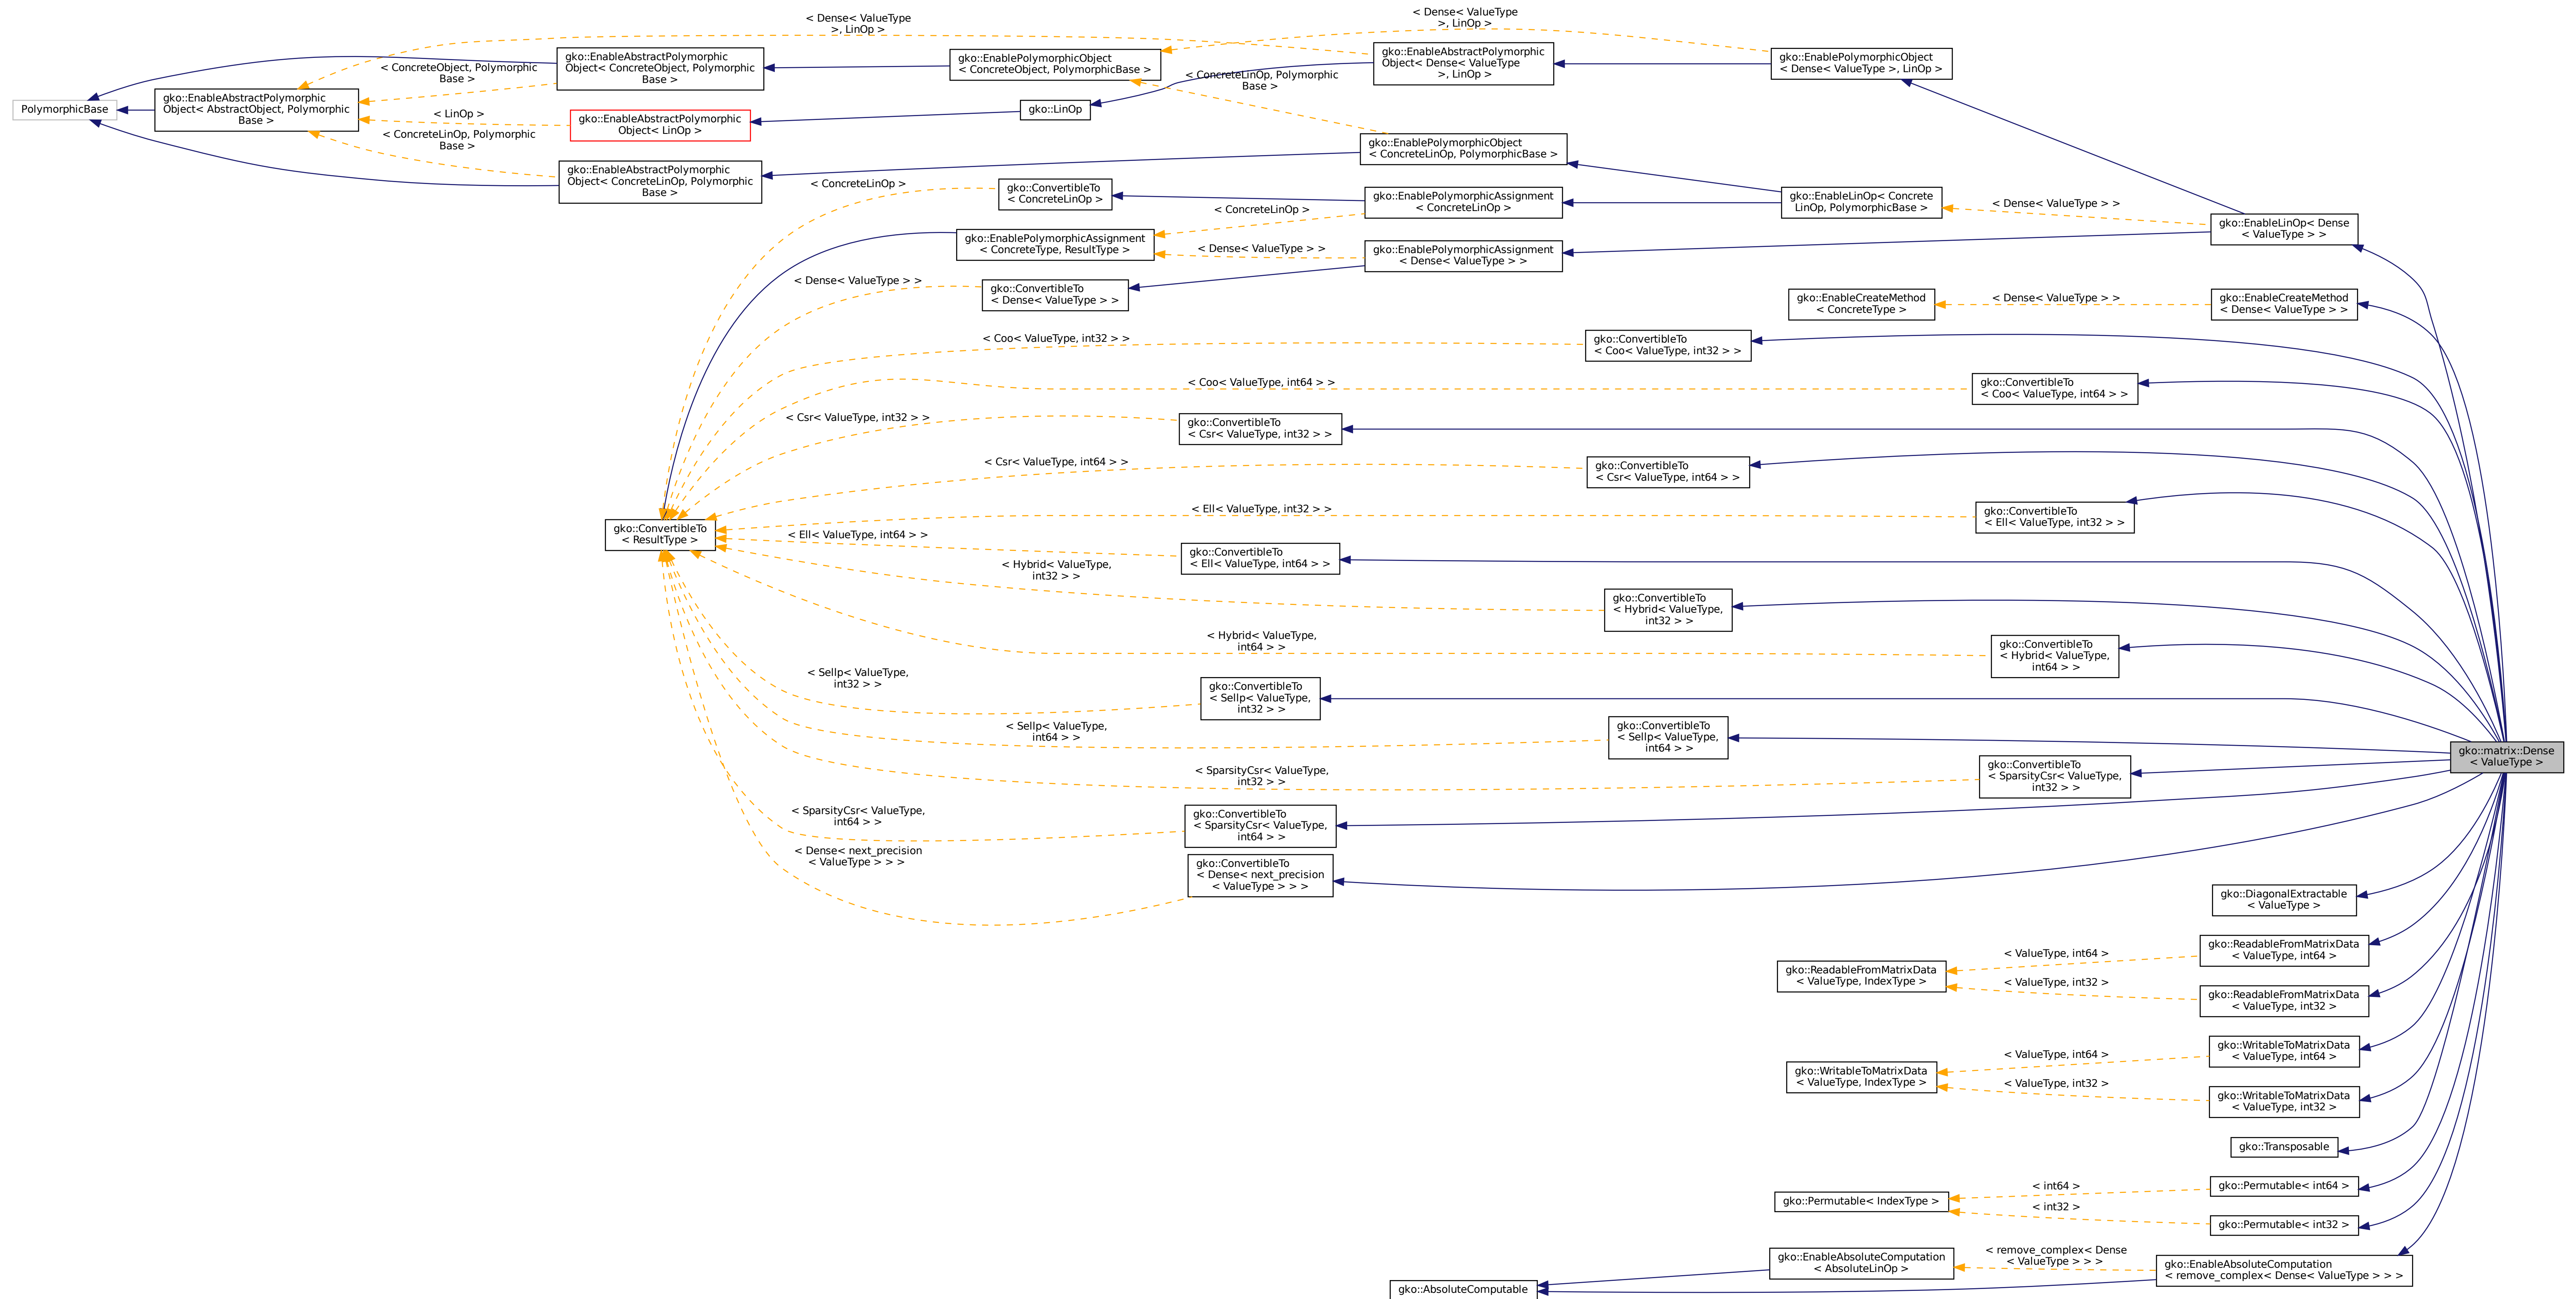 < Dense< ValueType
>, LinOp >
< Dense< ValueType
>, LinOp >
gko::EnableAbstractPolymorphic
Object< ConcreteObject, Polymorphic
Base >
gko::EnablePolymorphicObject
< ConcreteObject, PolymorphicBase >
gko::EnableAbstractPolymorphic
Object< Dense< ValueType
>, LinOp >
gko::EnablePolymorphicObject
< Dense< ValueType >, LinOp >
< ConcreteObject, Polymorphic
Base >
< ConcreteLinOp, Polymorphic
Base >
PolymorphicBase
gko::EnableAbstractPolymorphic
Object< AbstractObject, Polymorphic
Base >
< LinOp >
gko::EnableAbstractPolymorphic
Object< LinOp >
gko::LinOp
< ConcreteLinOp, Polymorphic
Base >
gko::EnablePolymorphicObject
< ConcreteLinOp, PolymorphicBase >
gko::EnableAbstractPolymorphic
Object< ConcreteLinOp, Polymorphic
Base >
< ConcreteLinOp >
gko::ConvertibleTo
< ConcreteLinOp >
gko::EnablePolymorphicAssignment
< ConcreteLinOp >
gko::EnableLinOp< Concrete
LinOp, PolymorphicBase >
< Dense< ValueType > >
gko::EnableLinOp< Dense
< ValueType > >
< ConcreteLinOp >
gko::EnablePolymorphicAssignment
< ConcreteType, ResultType >
< Dense< ValueType > >
gko::EnablePolymorphicAssignment
< Dense< ValueType > >
< Dense< ValueType > >
gko::ConvertibleTo
< Dense< ValueType > >
gko::EnableCreateMethod
< ConcreteType >
< Dense< ValueType > >
gko::EnableCreateMethod
< Dense< ValueType > >
< Coo< ValueType, int32 > >
gko::ConvertibleTo
< Coo< ValueType, int32 > >
< Coo< ValueType, int64 > >
gko::ConvertibleTo
< Coo< ValueType, int64 > >
< Csr< ValueType, int32 > >
gko::ConvertibleTo
< Csr< ValueType, int32 > >
< Csr< ValueType, int64 > >
gko::ConvertibleTo
< Csr< ValueType, int64 > >
< Ell< ValueType, int32 > >
gko::ConvertibleTo
< Ell< ValueType, int32 > >
gko::ConvertibleTo
< ResultType >
< Ell< ValueType, int64 > >
gko::ConvertibleTo
< Ell< ValueType, int64 > >
< Hybrid< ValueType,
int32 > >
gko::ConvertibleTo
< Hybrid< ValueType,
int32 > >
< Hybrid< ValueType,
int64 > >
gko::ConvertibleTo
< Hybrid< ValueType,
int64 > >
< Sellp< ValueType,
int32 > >
gko::ConvertibleTo
< Sellp< ValueType,
int32 > >
< Sellp< ValueType,
int64 > >
gko::ConvertibleTo
< Sellp< ValueType,
int64 > >
gko::matrix::Dense
< ValueType >
< SparsityCsr< ValueType,
int32 > >
gko::ConvertibleTo
< SparsityCsr< ValueType,
int32 > >
< SparsityCsr< ValueType,
int64 > >
gko::ConvertibleTo
< SparsityCsr< ValueType,
int64 > >
< Dense< next_precision
< ValueType > > >
gko::ConvertibleTo
< Dense< next_precision
< ValueType > > >
gko::DiagonalExtractable
< ValueType >
gko::ReadableFromMatrixData
< ValueType, IndexType >
< ValueType, int64 >
gko::ReadableFromMatrixData
< ValueType, int64 >
< ValueType, int32 >
gko::ReadableFromMatrixData
< ValueType, int32 >
gko::WritableToMatrixData
< ValueType, IndexType >
< ValueType, int64 >
gko::WritableToMatrixData
< ValueType, int64 >
< ValueType, int32 >
gko::WritableToMatrixData
< ValueType, int32 >
gko::Transposable
gko::Permutable< IndexType >
< int64 >
gko::Permutable< int64 >
< int32 >
gko::Permutable< int32 >
gko::EnableAbsoluteComputation
< AbsoluteLinOp >
< remove_complex< Dense
< ValueType > > >
gko::EnableAbsoluteComputation
< remove_complex< Dense< ValueType > > >
gko::AbsoluteComputable